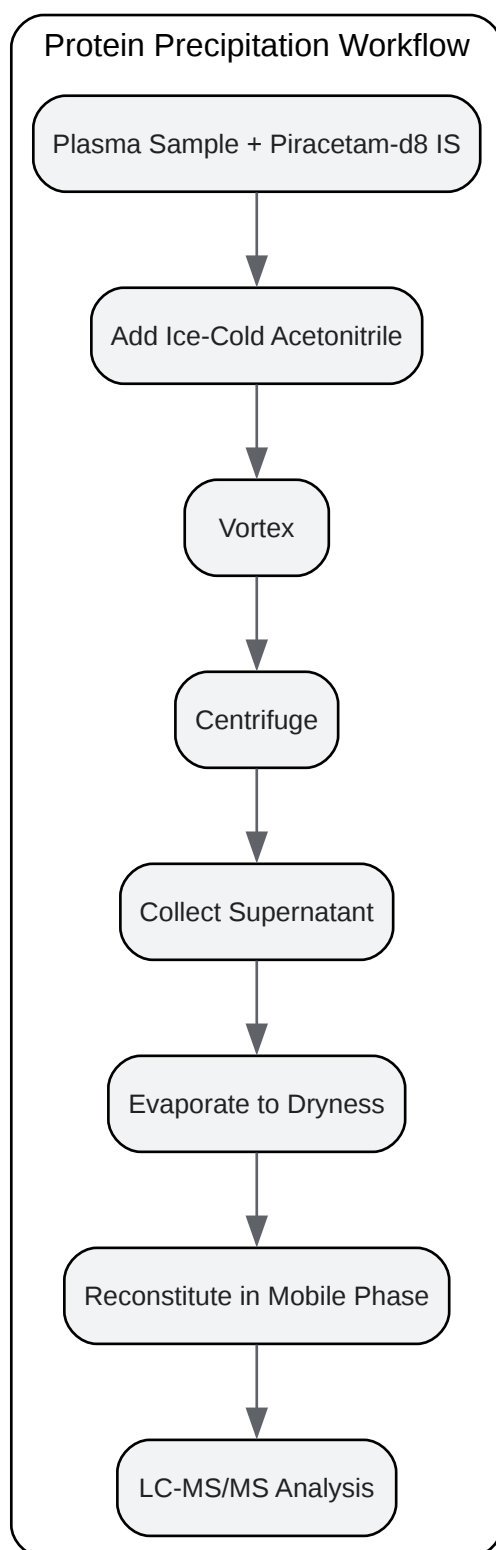 Protein Precipitation Workflow
Plasma Sample + Piracetam-d8 IS
Add Ice-Cold Acetonitrile
Vortex
Centrifuge
Collect Supernatant
Evaporate to Dryness
Reconstitute in Mobile Phase
LC-MS/MS Analysis